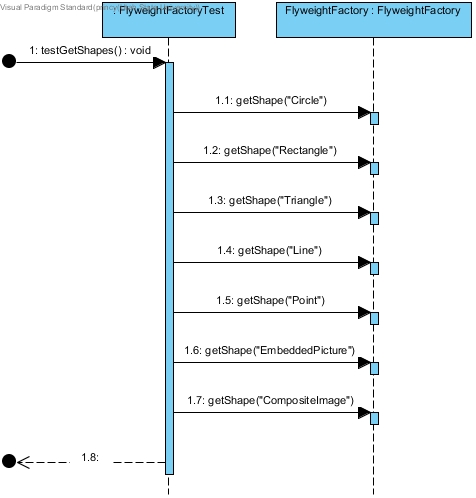 Visual Paradigm Standard(
: FlyweightFactoryTest
FlyweightFactory : FlyweightFactory
1: testGetShapes() : void
1.1: getShape("Circle")
1.2: getShape("Rectangle")
1.3: getShape("Triangle")
1.4: getShape("Line")
1.5: getShape("Point")
1.6: getShape("EmbeddedPicture")
1.7: getShape("CompositeImage")
1.8: